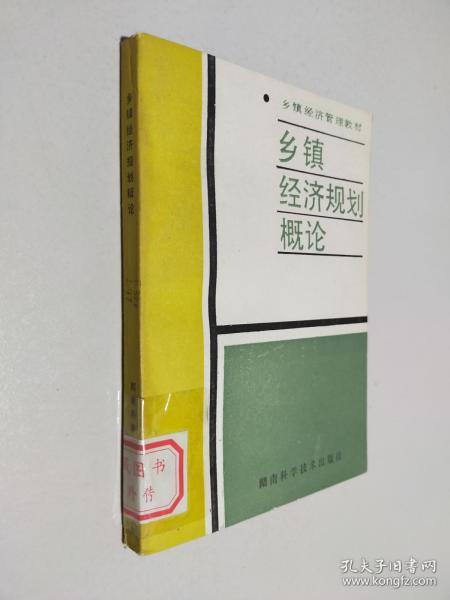 乡镇经济管理教材
乡镇
经济规划
概论
湖南科学技术出版社
乡镇经济规划概论
图书
孔夫子旧书网
www.kongfz.com